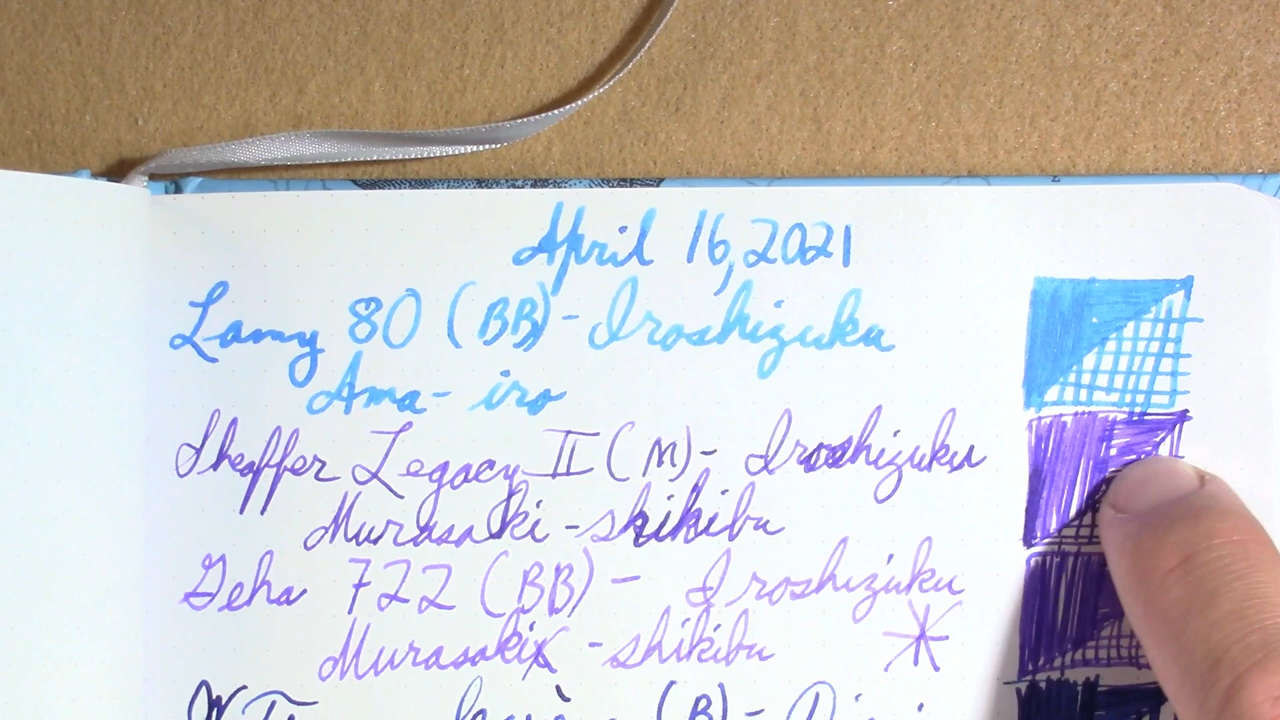 April 16, 2021
Lamy 80 (BB) - Iroshizuku
Ama-iro
Sheaffer Legacy II (M) - Iroshizuku
Murasaki-shikibu
Geha 722 (BB) - Iroshizuku
Murasaki-shikibu *
(B) -